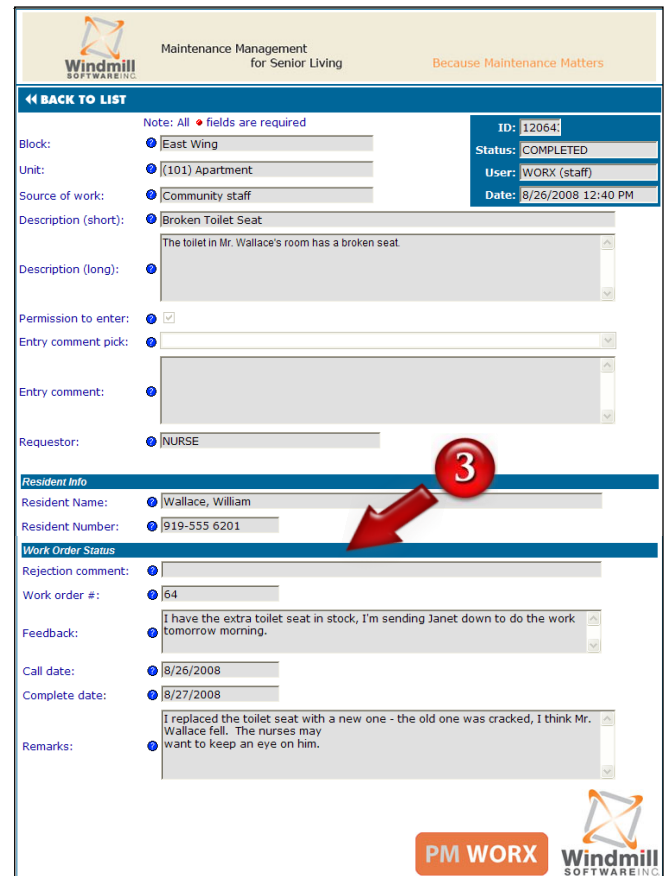 Windmill
SOFTWARE INC.
Maintenance Management
for Senior Living
Because Maintenance Matters
BACK TO LIST
Note: All fields are required
ID:
Status: COMPLETED
User: WORX (staff)
Date: 8/26/2008 12:40 PM
Block: East Wing
Unit: (101) Apartment
Source of work: Community staff
Description (short): Broken Toilet Seat
Description (long): The toilet in Mr. Wallace's room has a broken seat.
Permission to enter:
Entry comment pick:
Entry comment:
Requestor: NURSE
3
Resident Info
Resident Name: Wallace, William
Resident Number: 919-555 6201
Work Order Status
Rejection comment:
Work order #: 64
Feedback: I have the extra toilet seat in stock, I'm sending Janet down to do the work
tomorrow morning.
Call date: 8/26/2008
Complete date: 8/27/2008
Remarks: I replaced the toilet seat with a new one - the old one was cracked, I think Mr.
Wallace fell. The nurses may
want to keep an eye on him.
PM WORX
Windmill
SOFTWARE INC.